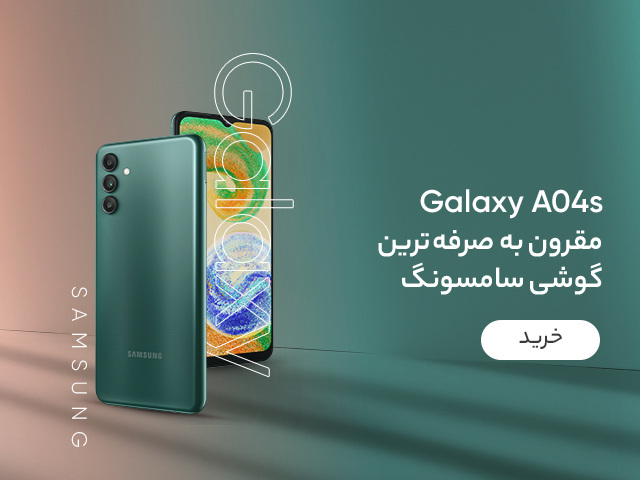 Galaxy
SAMSUNG
SAMSUNG
Galaxy A04s
مقرون به صرفه‌ترین
گوشی سامسونگ
خرید